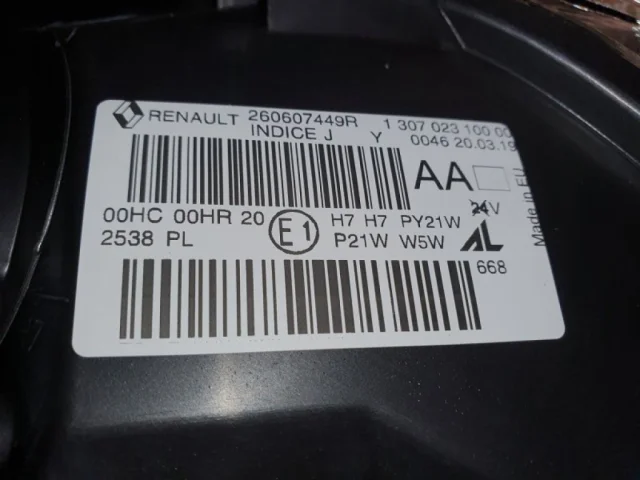 RENAULT 260607449R 1 307 023 100 00
INDICE J Y 0046 20.03.19
AA
00HC 00HR 20 E1 H7 H7 PY21W 24V
2538 PL P21W W5W AL
668
Made in EU